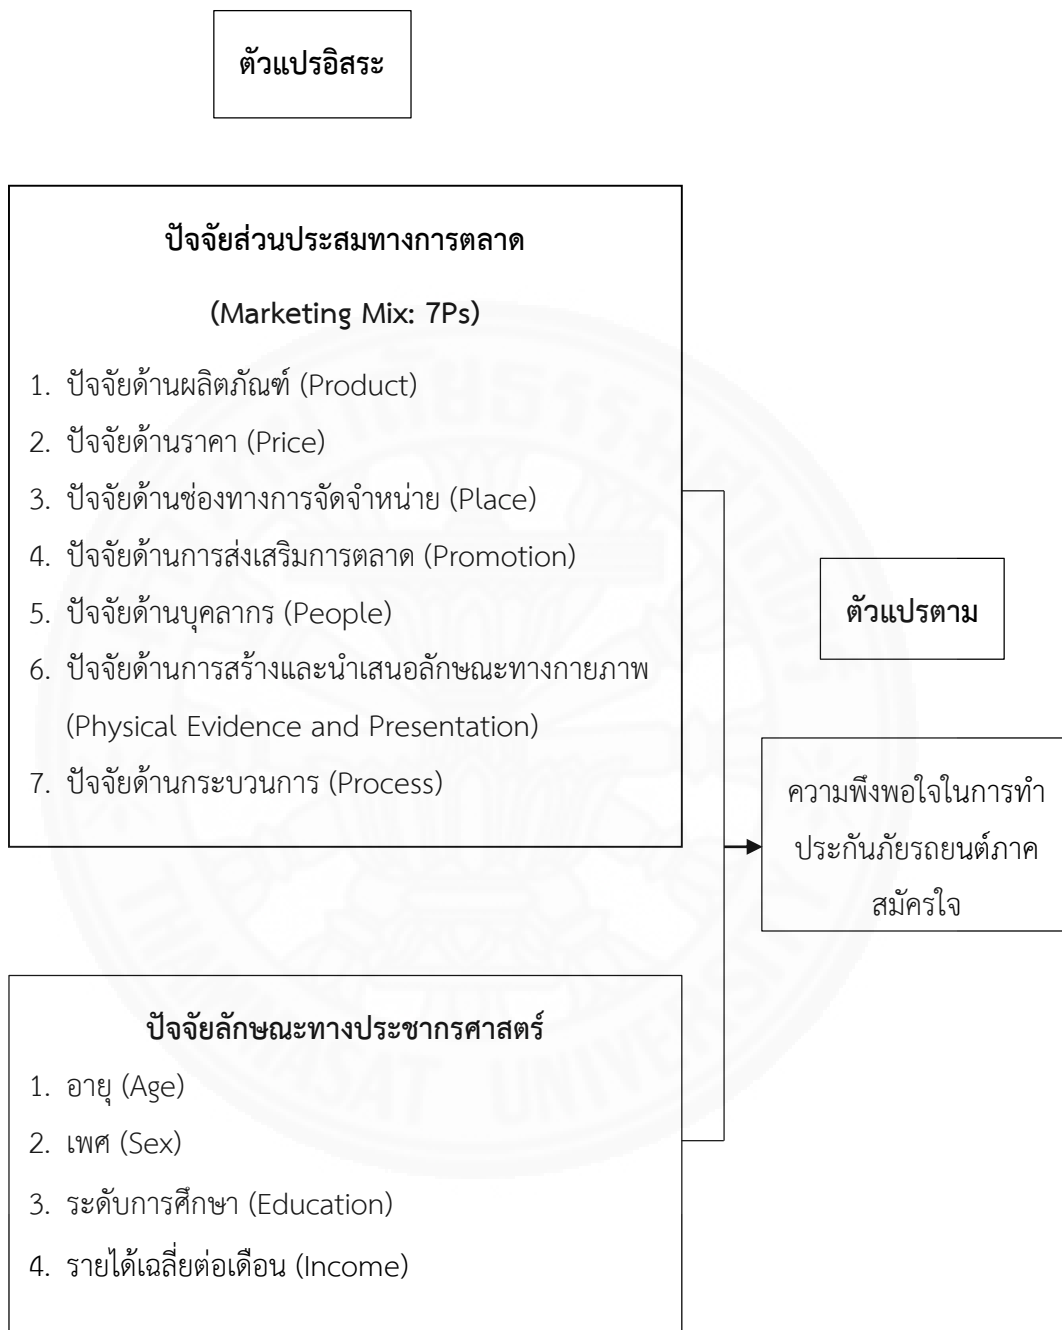 ตัวแปรอิสระ
ปัจจัยส่วนประสมทางการตลาด
(Marketing Mix: 7Ps)
1. ปัจจัยด้านผลิตภัณฑ์ (Product)
2. ปัจจัยด้านราคา (Price)
3. ปัจจัยด้านช่องทางการจัดจำหน่าย (Place)
4. ปัจจัยด้านการส่งเสริมการตลาด (Promotion)
5. ปัจจัยด้านบุคลากร (People)
6. ปัจจัยด้านการสร้างและนำเสนอลักษณะทางกายภาพ
(Physical Evidence and Presentation)
7. ปัจจัยด้านกระบวนการ (Process)
ตัวแปรตาม
ความพึงพอใจในการทำ
ประกันภัยรถยนต์ภาค
สมัครใจ
ปัจจัยลักษณะทางประชากรศาสตร์
1. อายุ (Age)
2. เพศ (Sex)
3. ระดับการศึกษา (Education)
4. รายได้เฉลี่ยต่อเดือน (Income)
THAMMASAT UNIVERSITY